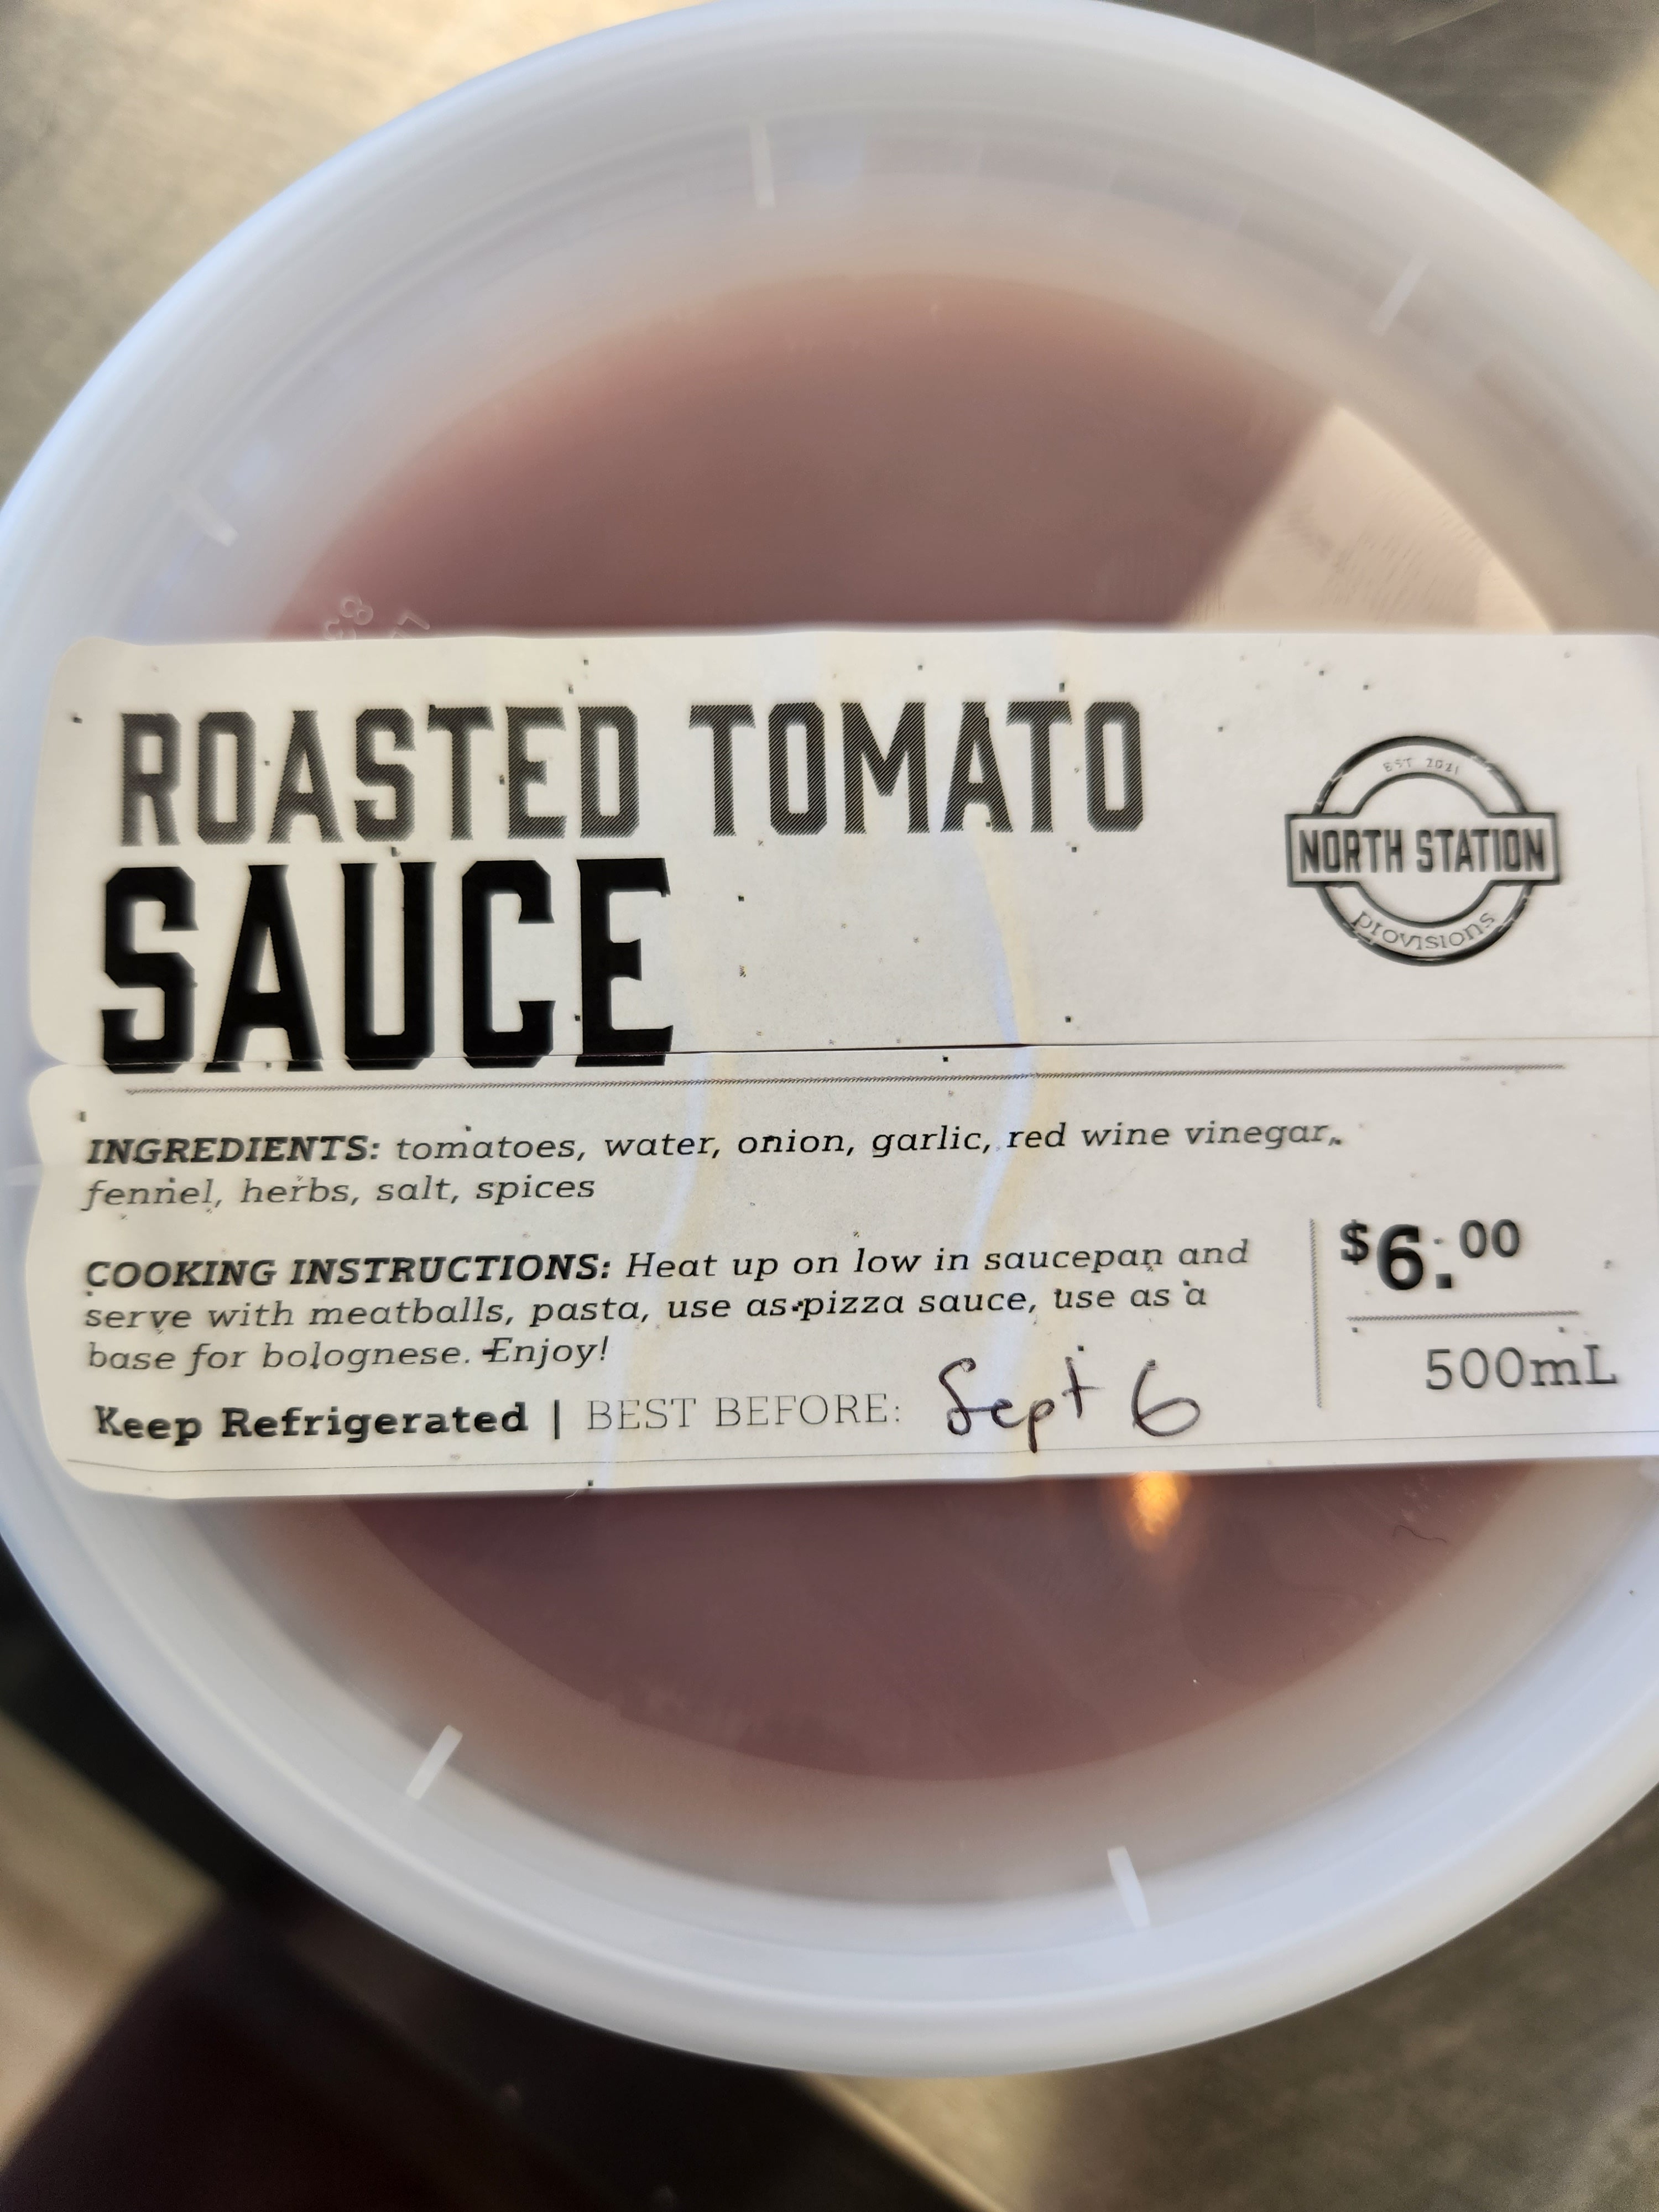 ROASTED TOMATO
SAUCE
EST 2021
NORTH STATION
provisions
INGREDIENTS: tomatoes, water, onion, garlic, red wine vinegar,
fennel, herbs, salt, spices
COOKING INSTRUCTIONS: Heat up on low in saucepan and
serve with meatballs, pasta, use as pizza sauce, use as a
base for bolognese. Enjoy!
$6.00
500mL
Keep Refrigerated | BEST BEFORE: Sept 6